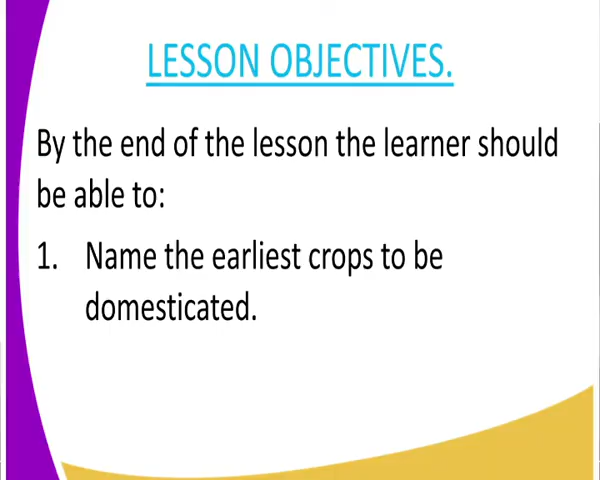 LESSON OBJECTIVES.
By the end of the lesson the learner should
be able to:
1. Name the earliest crops to be
domesticated.